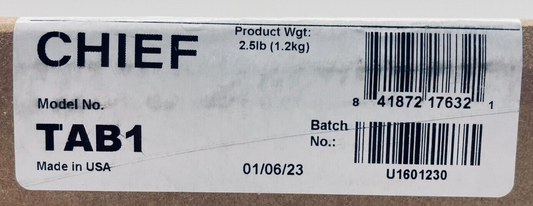 CHIEF
Product Wgt:
2.5lb (1.2kg)
8 41872 17632 1
Model No.
TAB1
Made in USA
01/06/23
Batch
No.:
U1601230